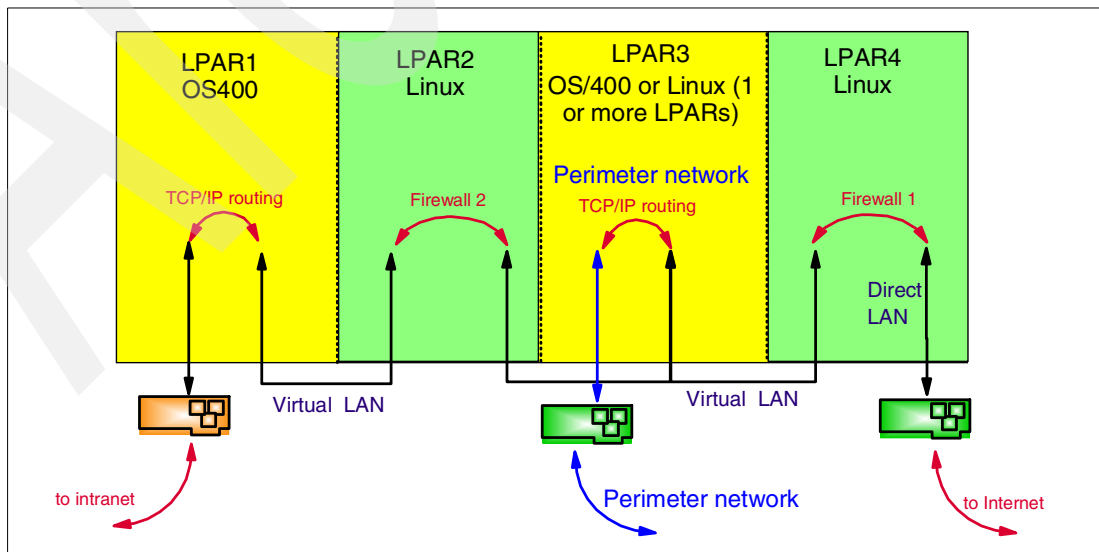 LPAR1
OS400
LPAR2
Linux
LPAR3
OS/400 or Linux (1
or more LPARs)
LPAR4
Linux
Perimeter network
TCP/IP routing
Firewall 2
TCP/IP routing
Firewall 1
Direct
LAN
Virtual LAN
Virtual LAN
to intranet
Perimeter network
to Internet